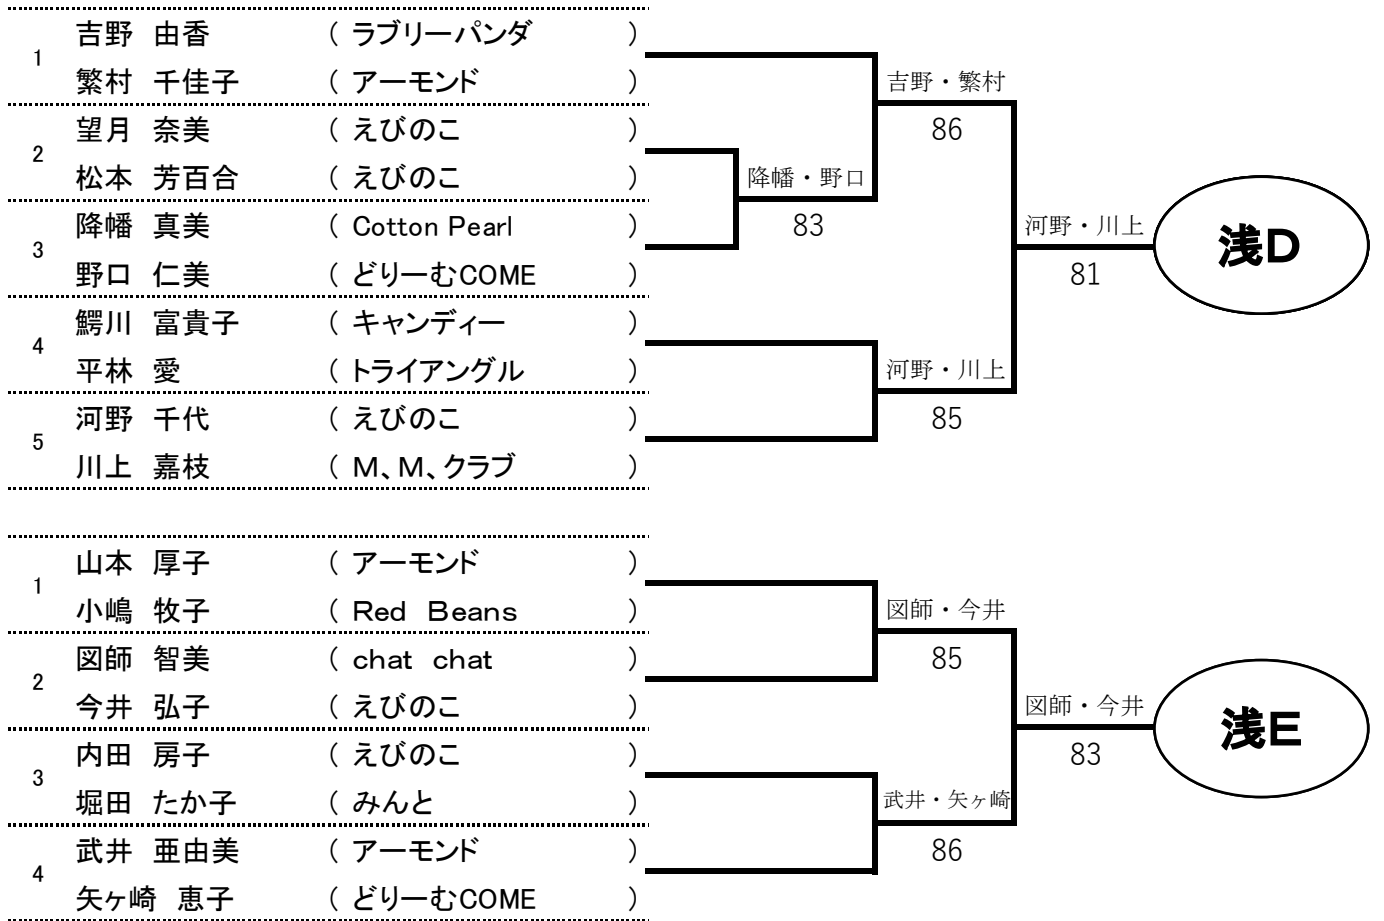 1
吉野 由香 （ ラブリーパンダ ）
繁村 千佳子 （ アーモンド ）
2
望月 奈美 （ えびのこ ）
松本 芳百合 （ えびのこ ）
3
降幡 真美 （ Cotton Pearl ）
野口 仁美 （ どりーむCOME ）
4
鰐川 富貴子 （ キャンディー ）
平林 愛 （ トライアングル ）
5
河野 千代 （ えびのこ ）
川上 嘉枝 （ M、M、クラブ ）
降幡・野口
83
吉野・繁村
86
河野・川上
85
河野・川上
81
浅D
1
山本 厚子 （ アーモンド ）
小嶋 牧子 （ Red Beans ）
2
図師 智美 （ chat chat ）
今井 弘子 （ えびのこ ）
3
内田 房子 （ えびのこ ）
堀田 たか子 （ みんと ）
4
武井 亜由美 （ アーモンド ）
矢ヶ崎 恵子 （ どりーむCOME ）
図師・今井
85
武井・矢ヶ崎
86
図師・今井
83
浅E